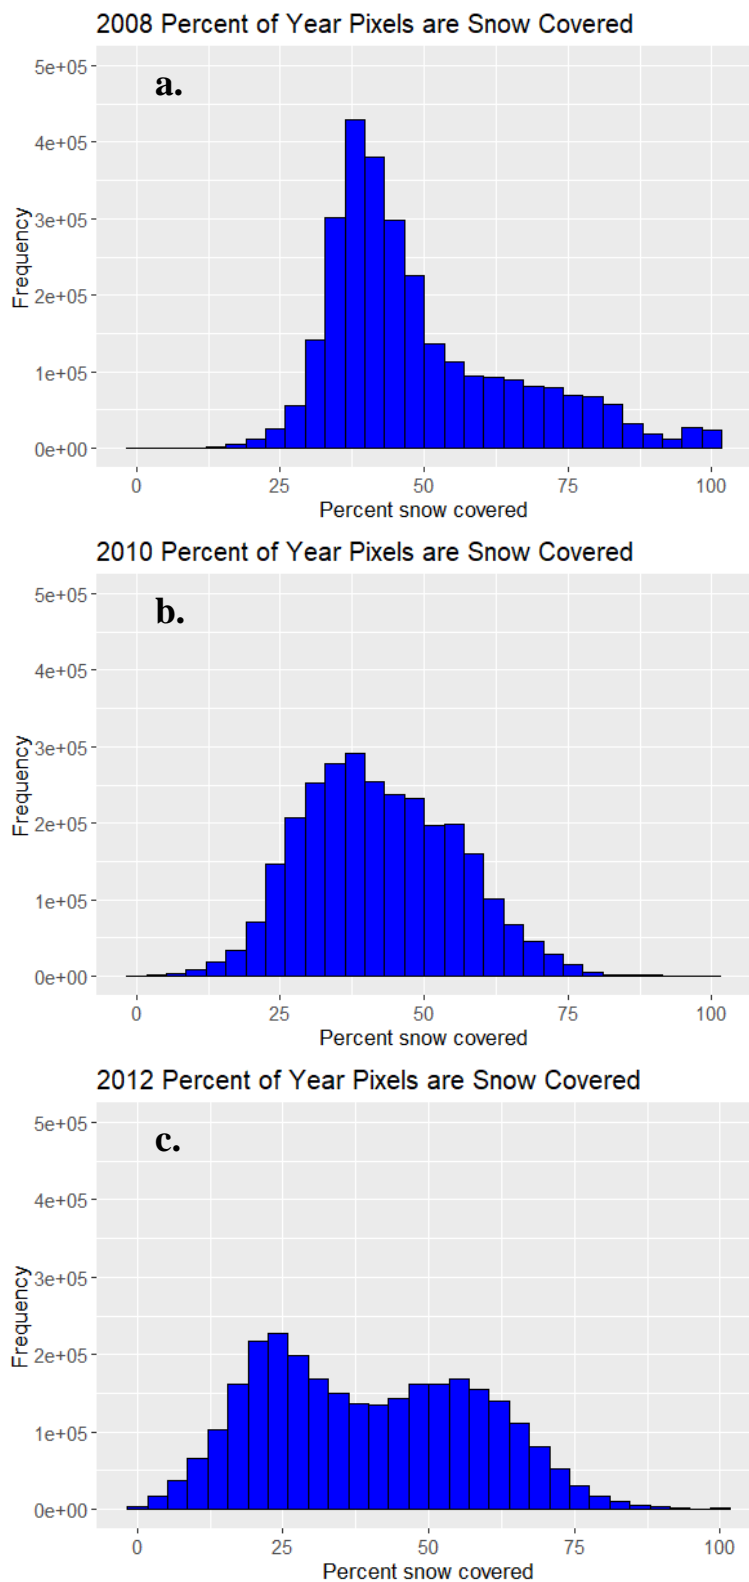 2008 Percent of Year Pixels are Snow Covered
a.
5e+05
4e+05
3e+05
2e+05
1e+05
0e+00
Frequency
0 25 50 75 100
Percent snow covered
2010 Percent of Year Pixels are Snow Covered
b.
5e+05
4e+05
3e+05
2e+05
1e+05
0e+00
Frequency
0 25 50 75 100
Percent snow covered
2012 Percent of Year Pixels are Snow Covered
c.
5e+05
4e+05
3e+05
2e+05
1e+05
0e+00
Frequency
0 25 50 75 100
Percent snow covered